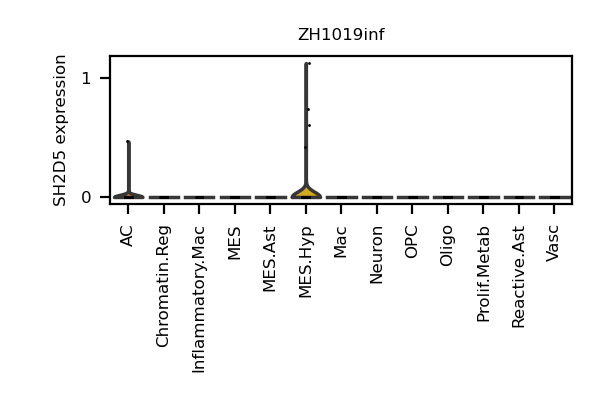 ZH1019inf
SH2D5 expression
1
0
AC
Chromatin.Reg
Inflammatory.Mac
MES
MES.Ast
MES.Hyp
Mac
Neuron
OPC
Oligo
Prolif.Metab
Reactive.Ast
Vasc